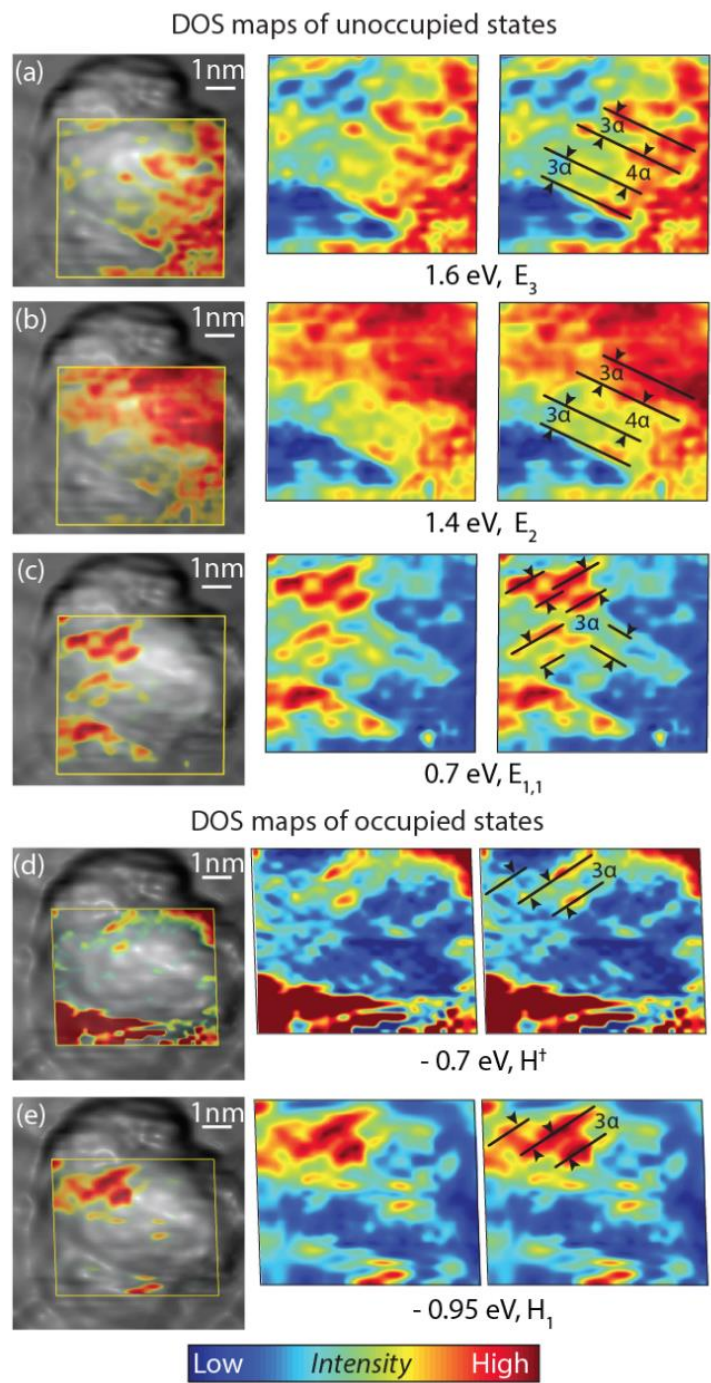 DOS maps of unoccupied states
(a) 1nm
3α
3α 4α
1.6 eV, E3
(b) 1nm
3α
3α 4α
1.4 eV, E2
(c) 1nm
3α
0.7 eV, E1,1
DOS maps of occupied states
(d) 1nm
3α
- 0.7 eV, H†
(e) 1nm
3α
- 0.95 eV, H1
Low Intensity High